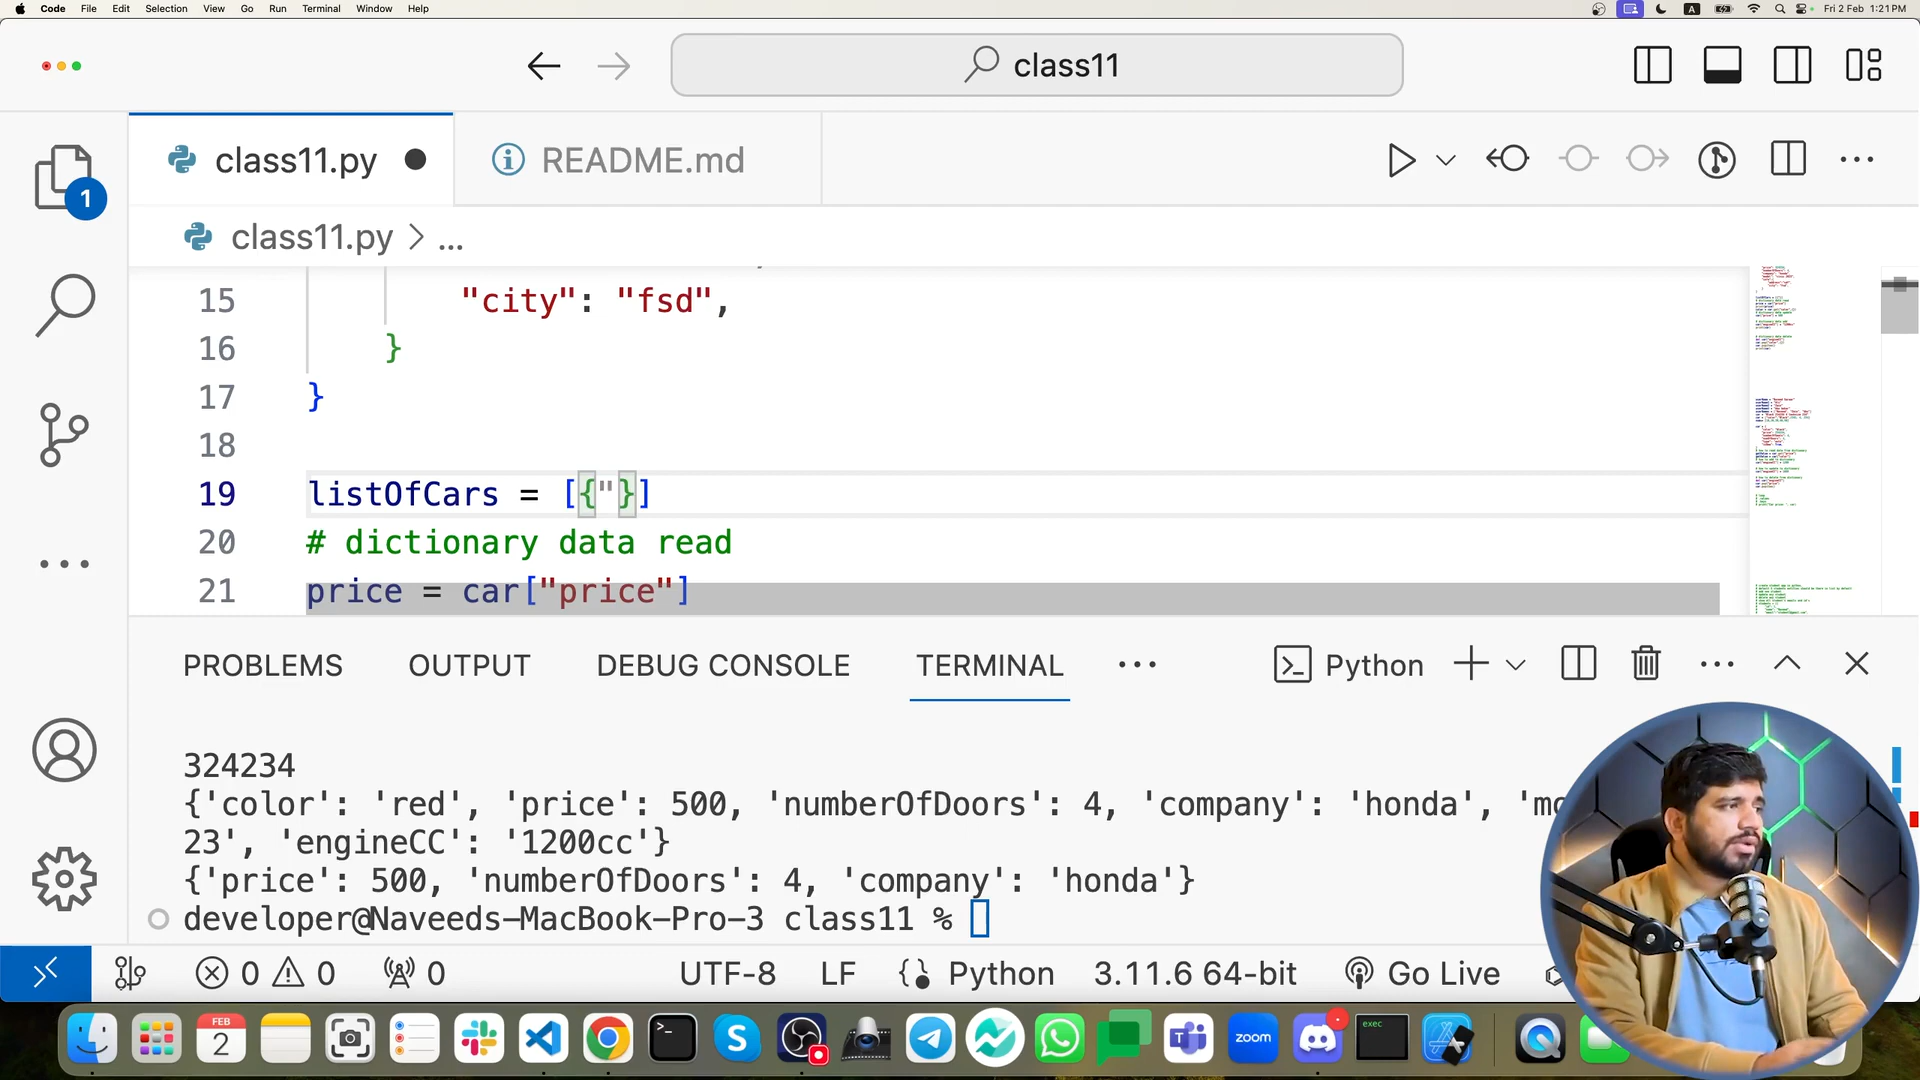 Code File Edit Selection View Go Run Terminal Window Help
A
Fri 2 Feb 1:21 PM
class11
class11.py
README.md
1
class11.py > ...
15 "city": "fsd",
16 }
17 }
18
19 listOfCars = [{"}]
20 # dictionary data read
21 price = car["price"]
PROBLEMS OUTPUT DEBUG CONSOLE TERMINAL ...
Python
324234
{'color': 'red', 'price': 500, 'numberOfDoors': 4, 'company': 'honda',
23', 'engineCC': '1200cc'}
{'price': 500, 'numberOfDoors': 4, 'company': 'honda'}
developer@Naveeds-MacBook-Pro-3 class11 %
0 0 0
UTF-8 LF Python 3.11.6 64-bit Go Live
FEB
2
zoom
exec